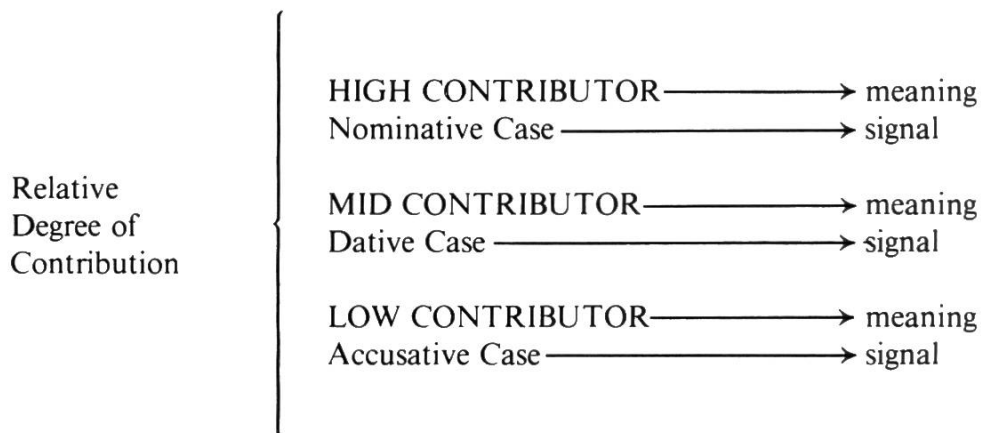 HIGH CONTRIBUTOR → meaning
Nominative Case → signal
Relative
Degree of
Contribution
MID CONTRIBUTOR → meaning
Dative Case → signal
LOW CONTRIBUTOR → meaning
Accusative Case → signal